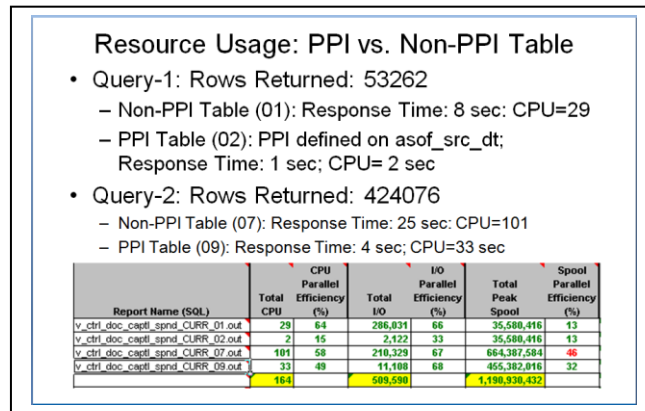 Resource Usage: PPI vs. Non-PPI Table
• Query-1: Rows Returned: 53262
– Non-PPI Table (01): Response Time: 8 sec: CPU=29
– PPI Table (02): PPI defined on asof_src_dt;
Response Time: 1 sec; CPU= 2 sec
• Query-2: Rows Returned: 424076
– Non-PPI Table (07): Response Time: 25 sec: CPU=101
– PPI Table (09): Response Time: 4 sec; CPU=33 sec
Report Name (SQL) Total CPU CPU Parallel Efficiency (%) Total I/O I/O Parallel Efficiency (%) Total Peak Spool Spool Parallel Efficiency (%)
v_ctrl_doc_captl_spnd_CURR_01.out 29 64 286,031 66 35,580,416 13
v_ctrl_doc_captl_spnd_CURR_02.out 2 15 2,122 33 35,580,416 13
v_ctrl_doc_captl_spnd_CURR_07.out 101 58 210,329 67 664,387,584 46
v_ctrl_doc_captl_spnd_CURR_09.out 33 49 11,108 68 455,382,016 32
164 509,590 1,190,930,432